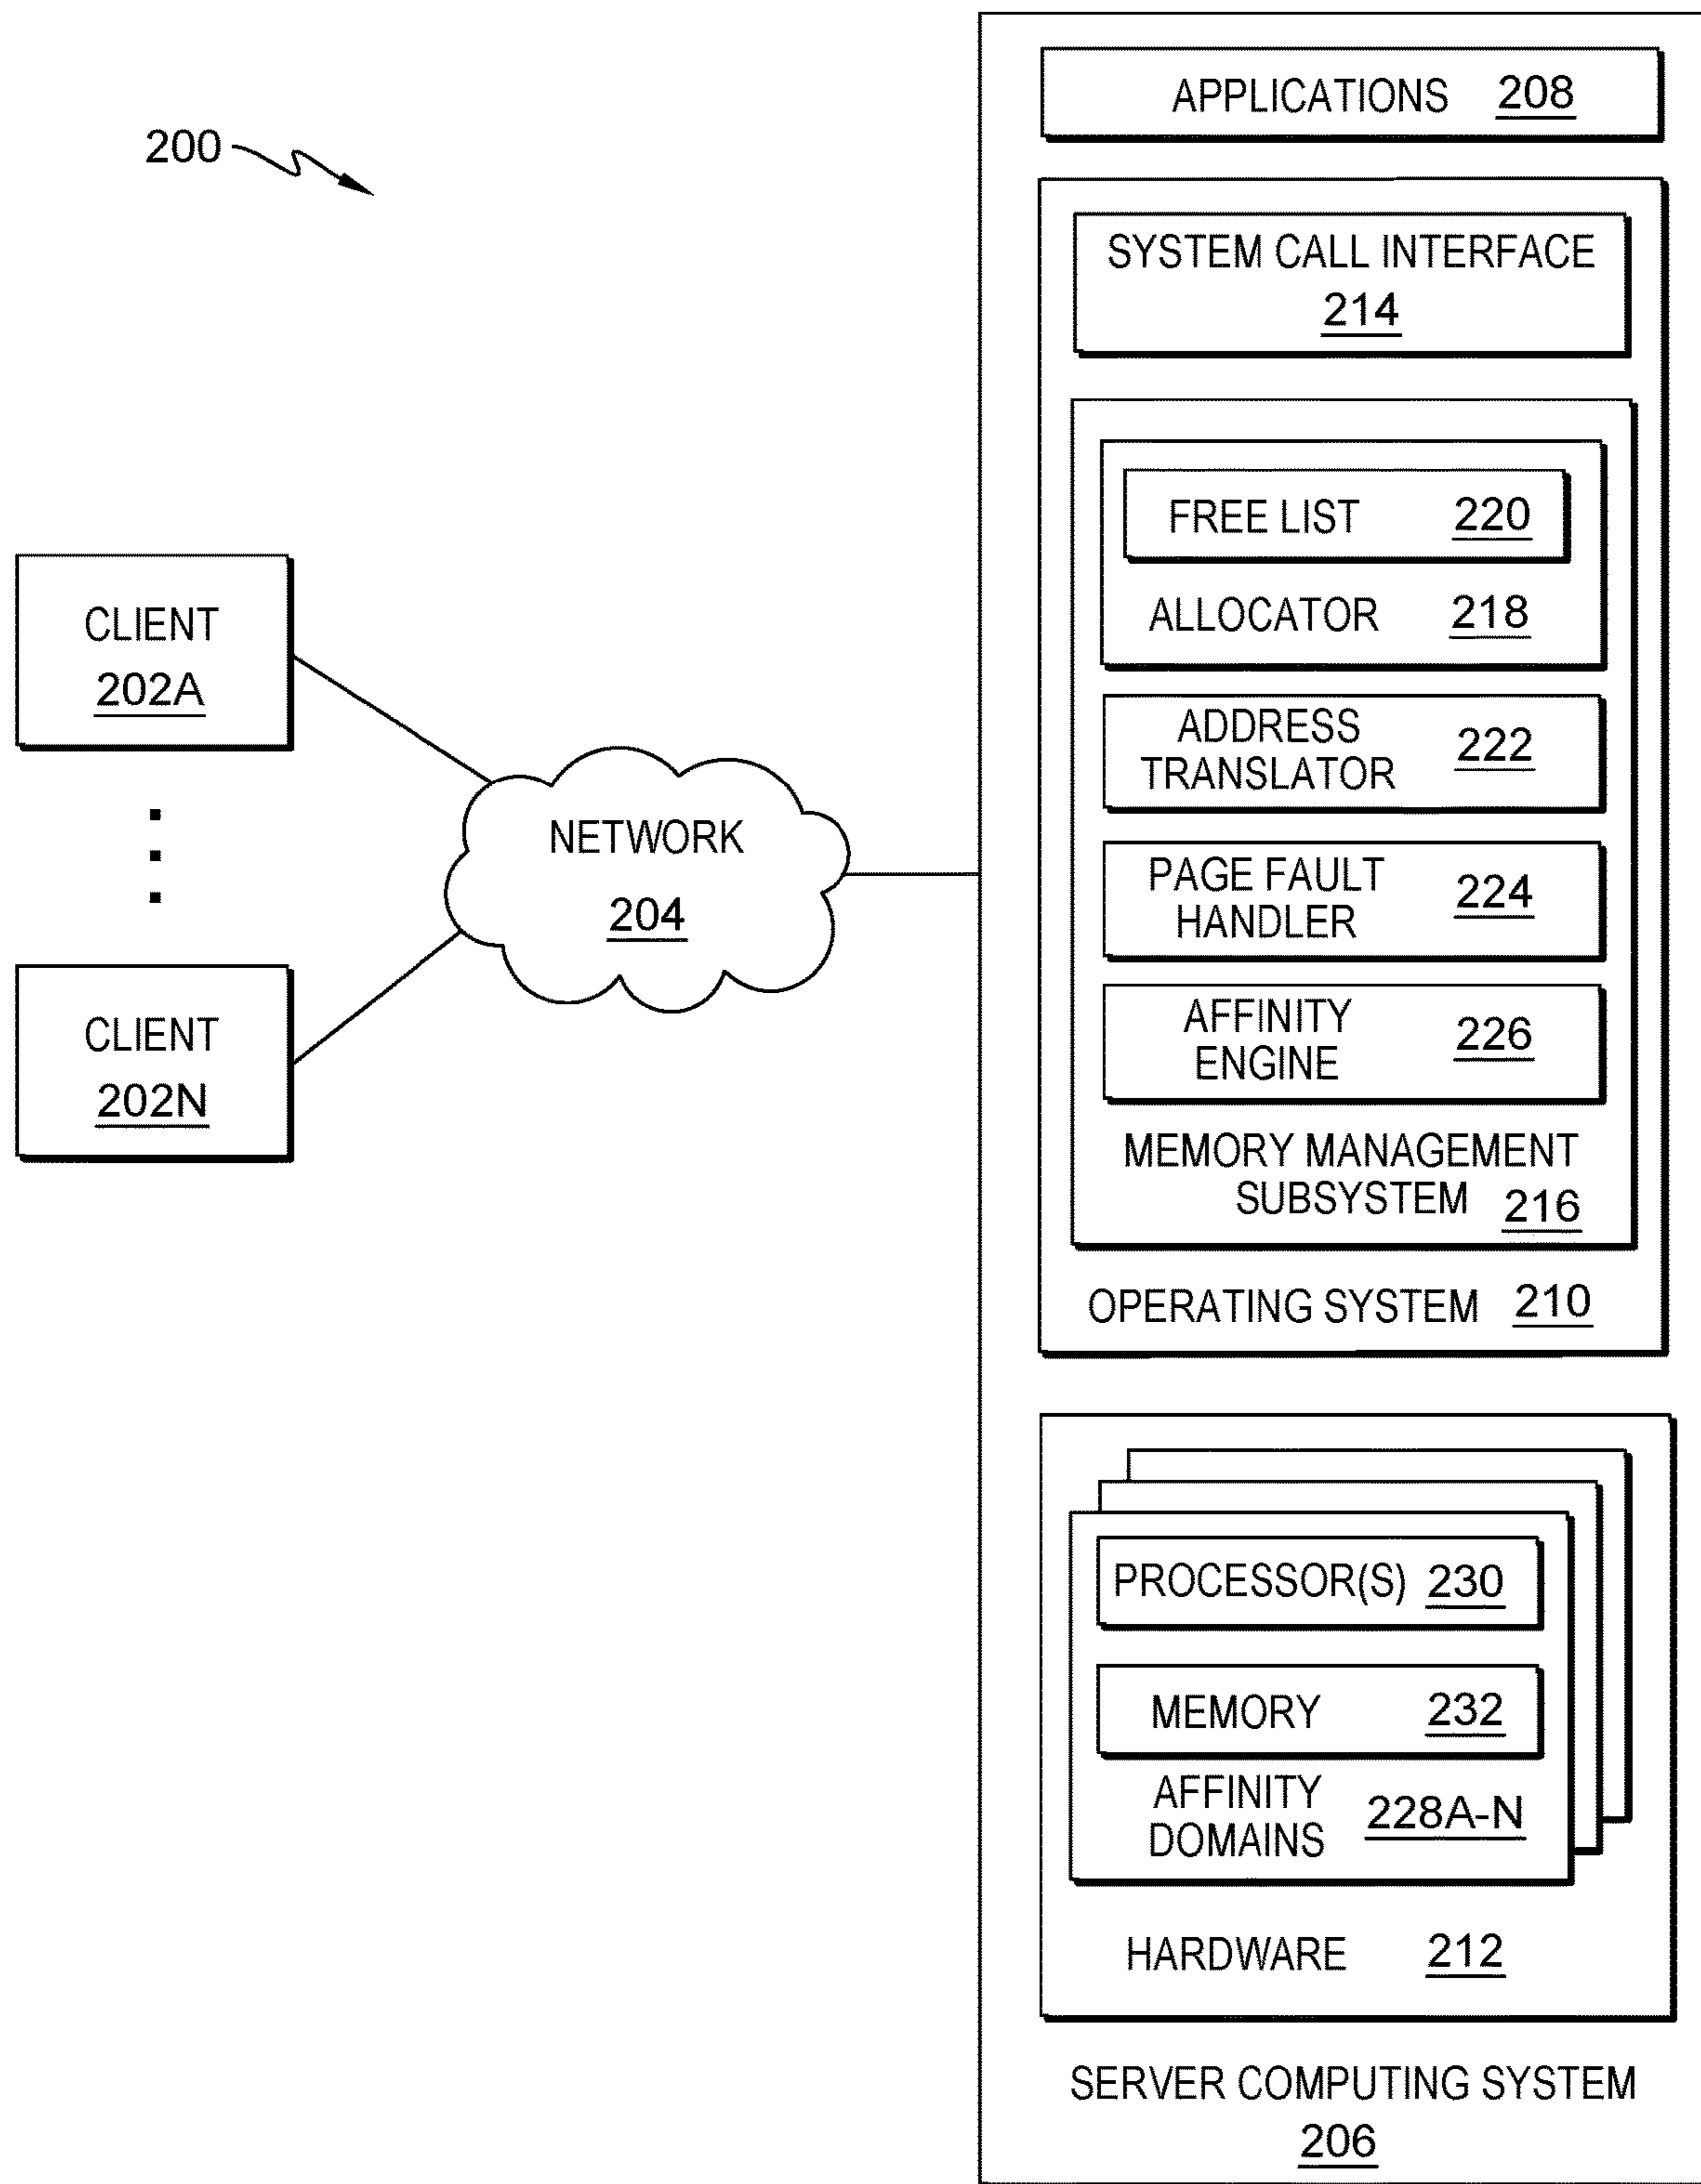 200
CLIENT
202A
CLIENT
202N
NETWORK
204
APPLICATIONS 208
SYSTEM CALL INTERFACE
214
FREE LIST 220
ALLOCATOR 218
ADDRESS
TRANSLATOR 222
PAGE FAULT
HANDLER 224
AFFINITY
ENGINE 226
MEMORY MANAGEMENT
SUBSYSTEM 216
OPERATING SYSTEM 210
PROCESSOR(S) 230
MEMORY 232
AFFINITY
DOMAINS 228A-N
HARDWARE 212
SERVER COMPUTING SYSTEM
206